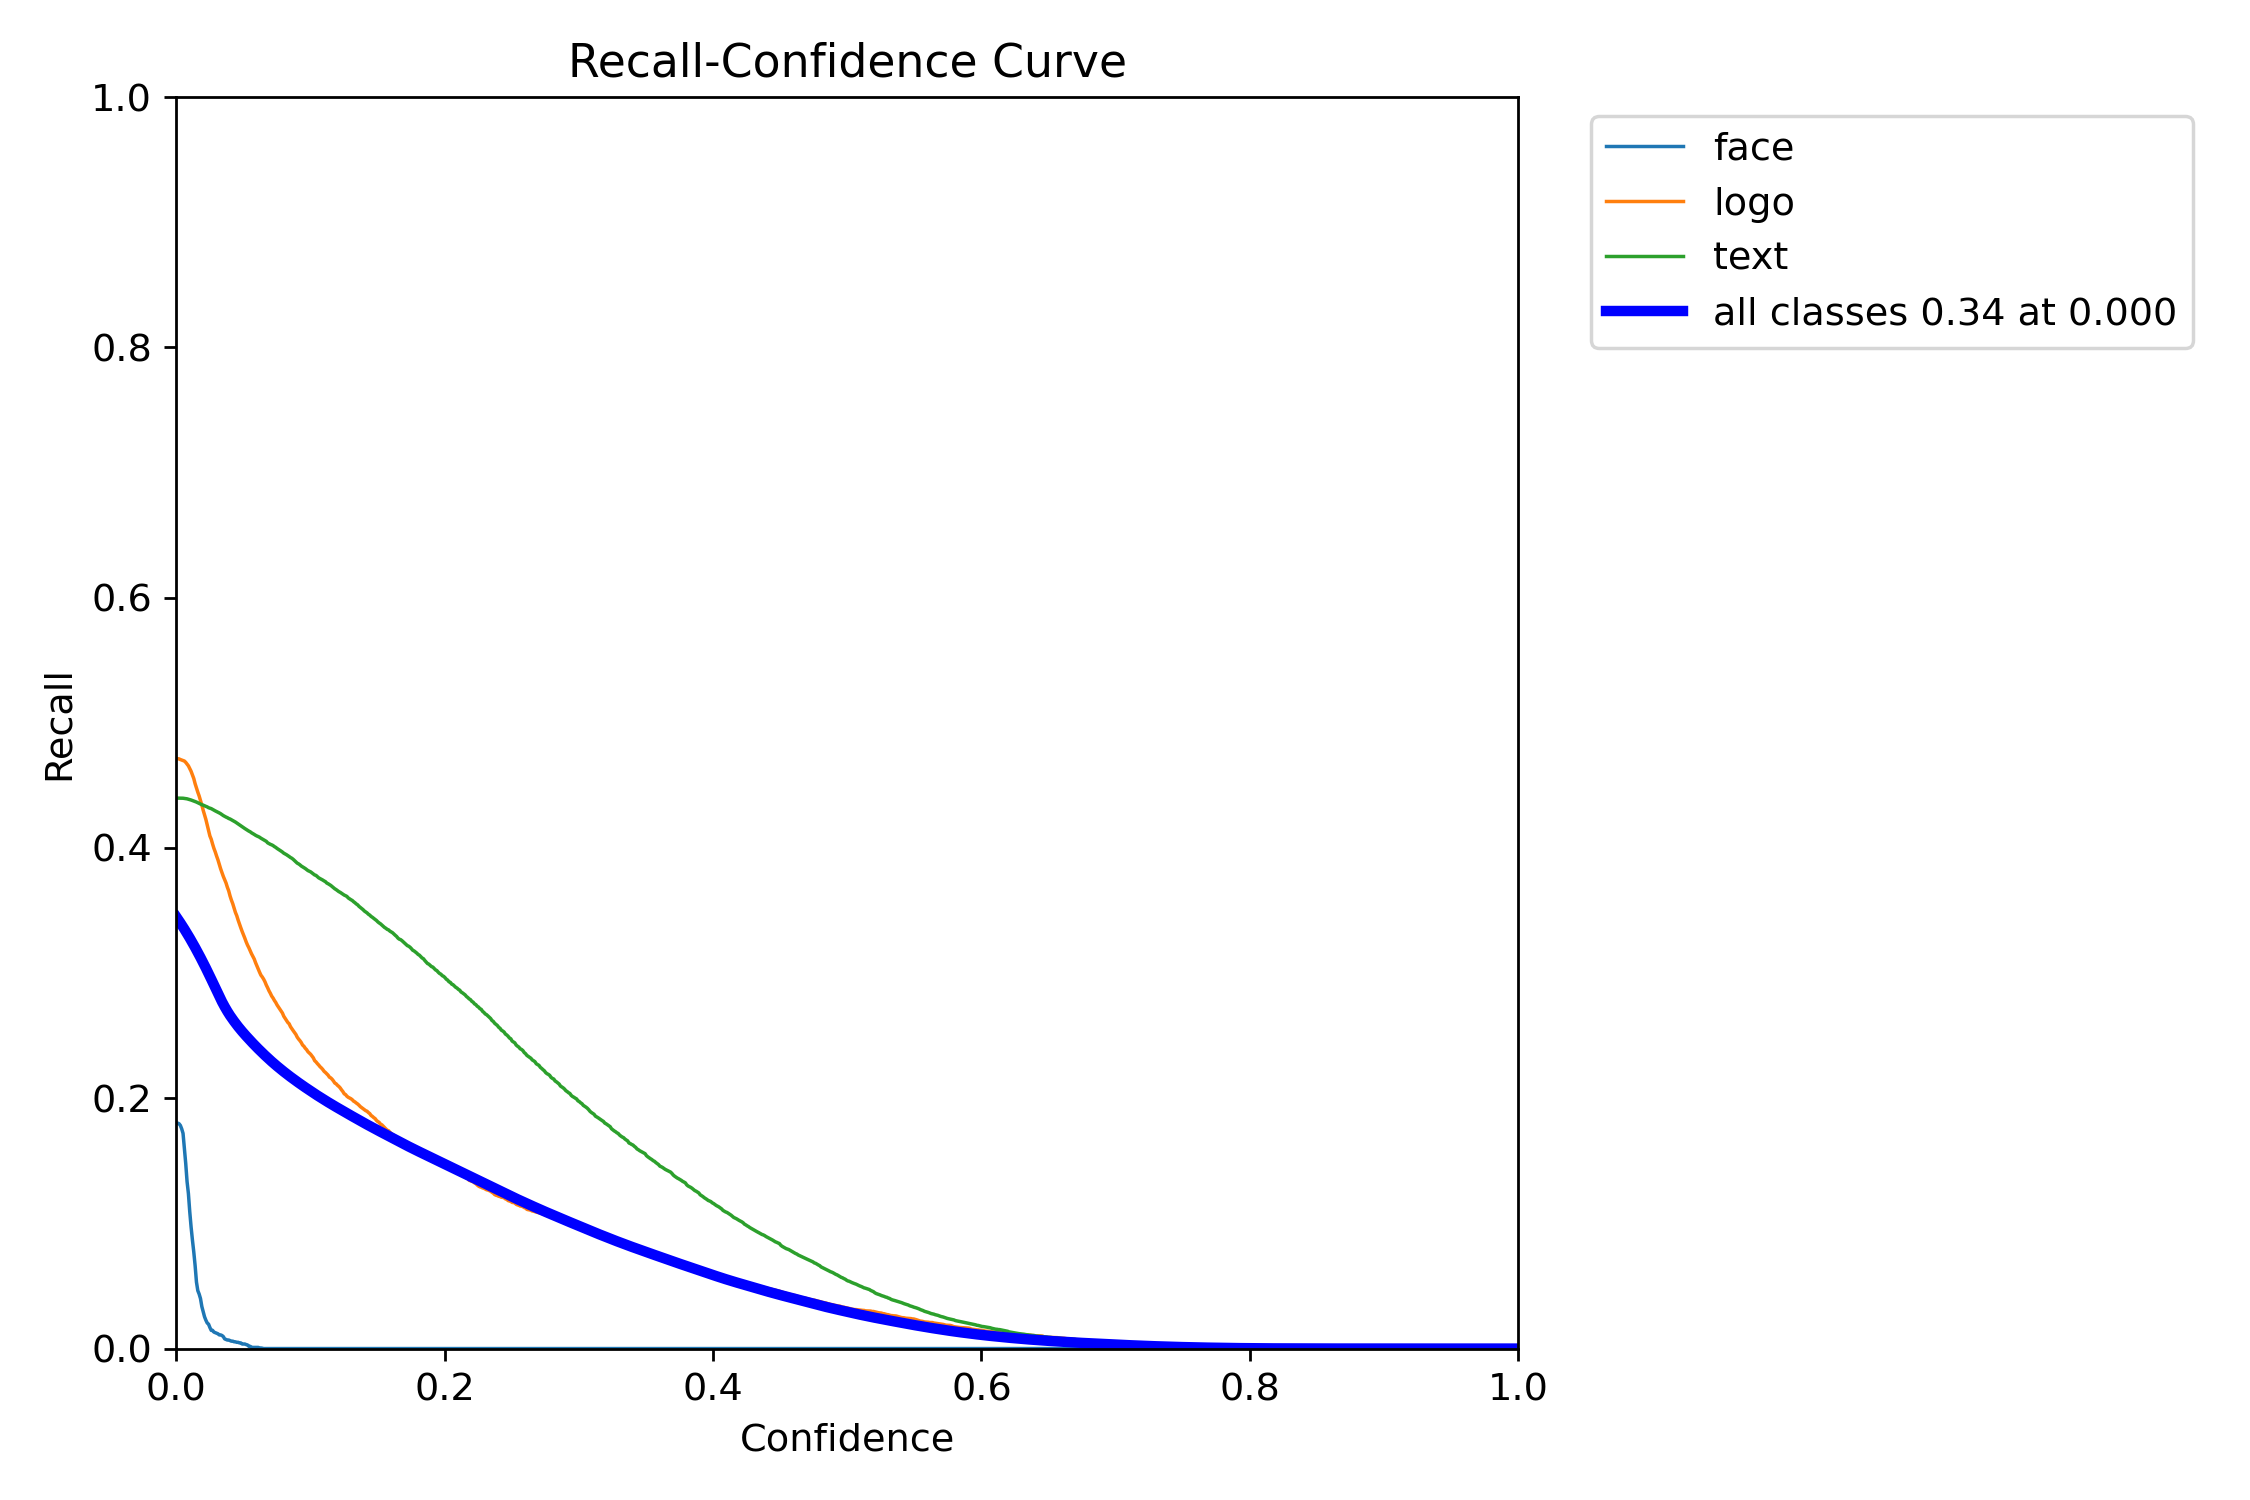 Recall-Confidence Curve
1.0
0.8
0.6
0.4
0.2
0.0
Recall
0.0 0.2 0.4 0.6 0.8 1.0
Confidence
face
logo
text
all classes 0.34 at 0.000